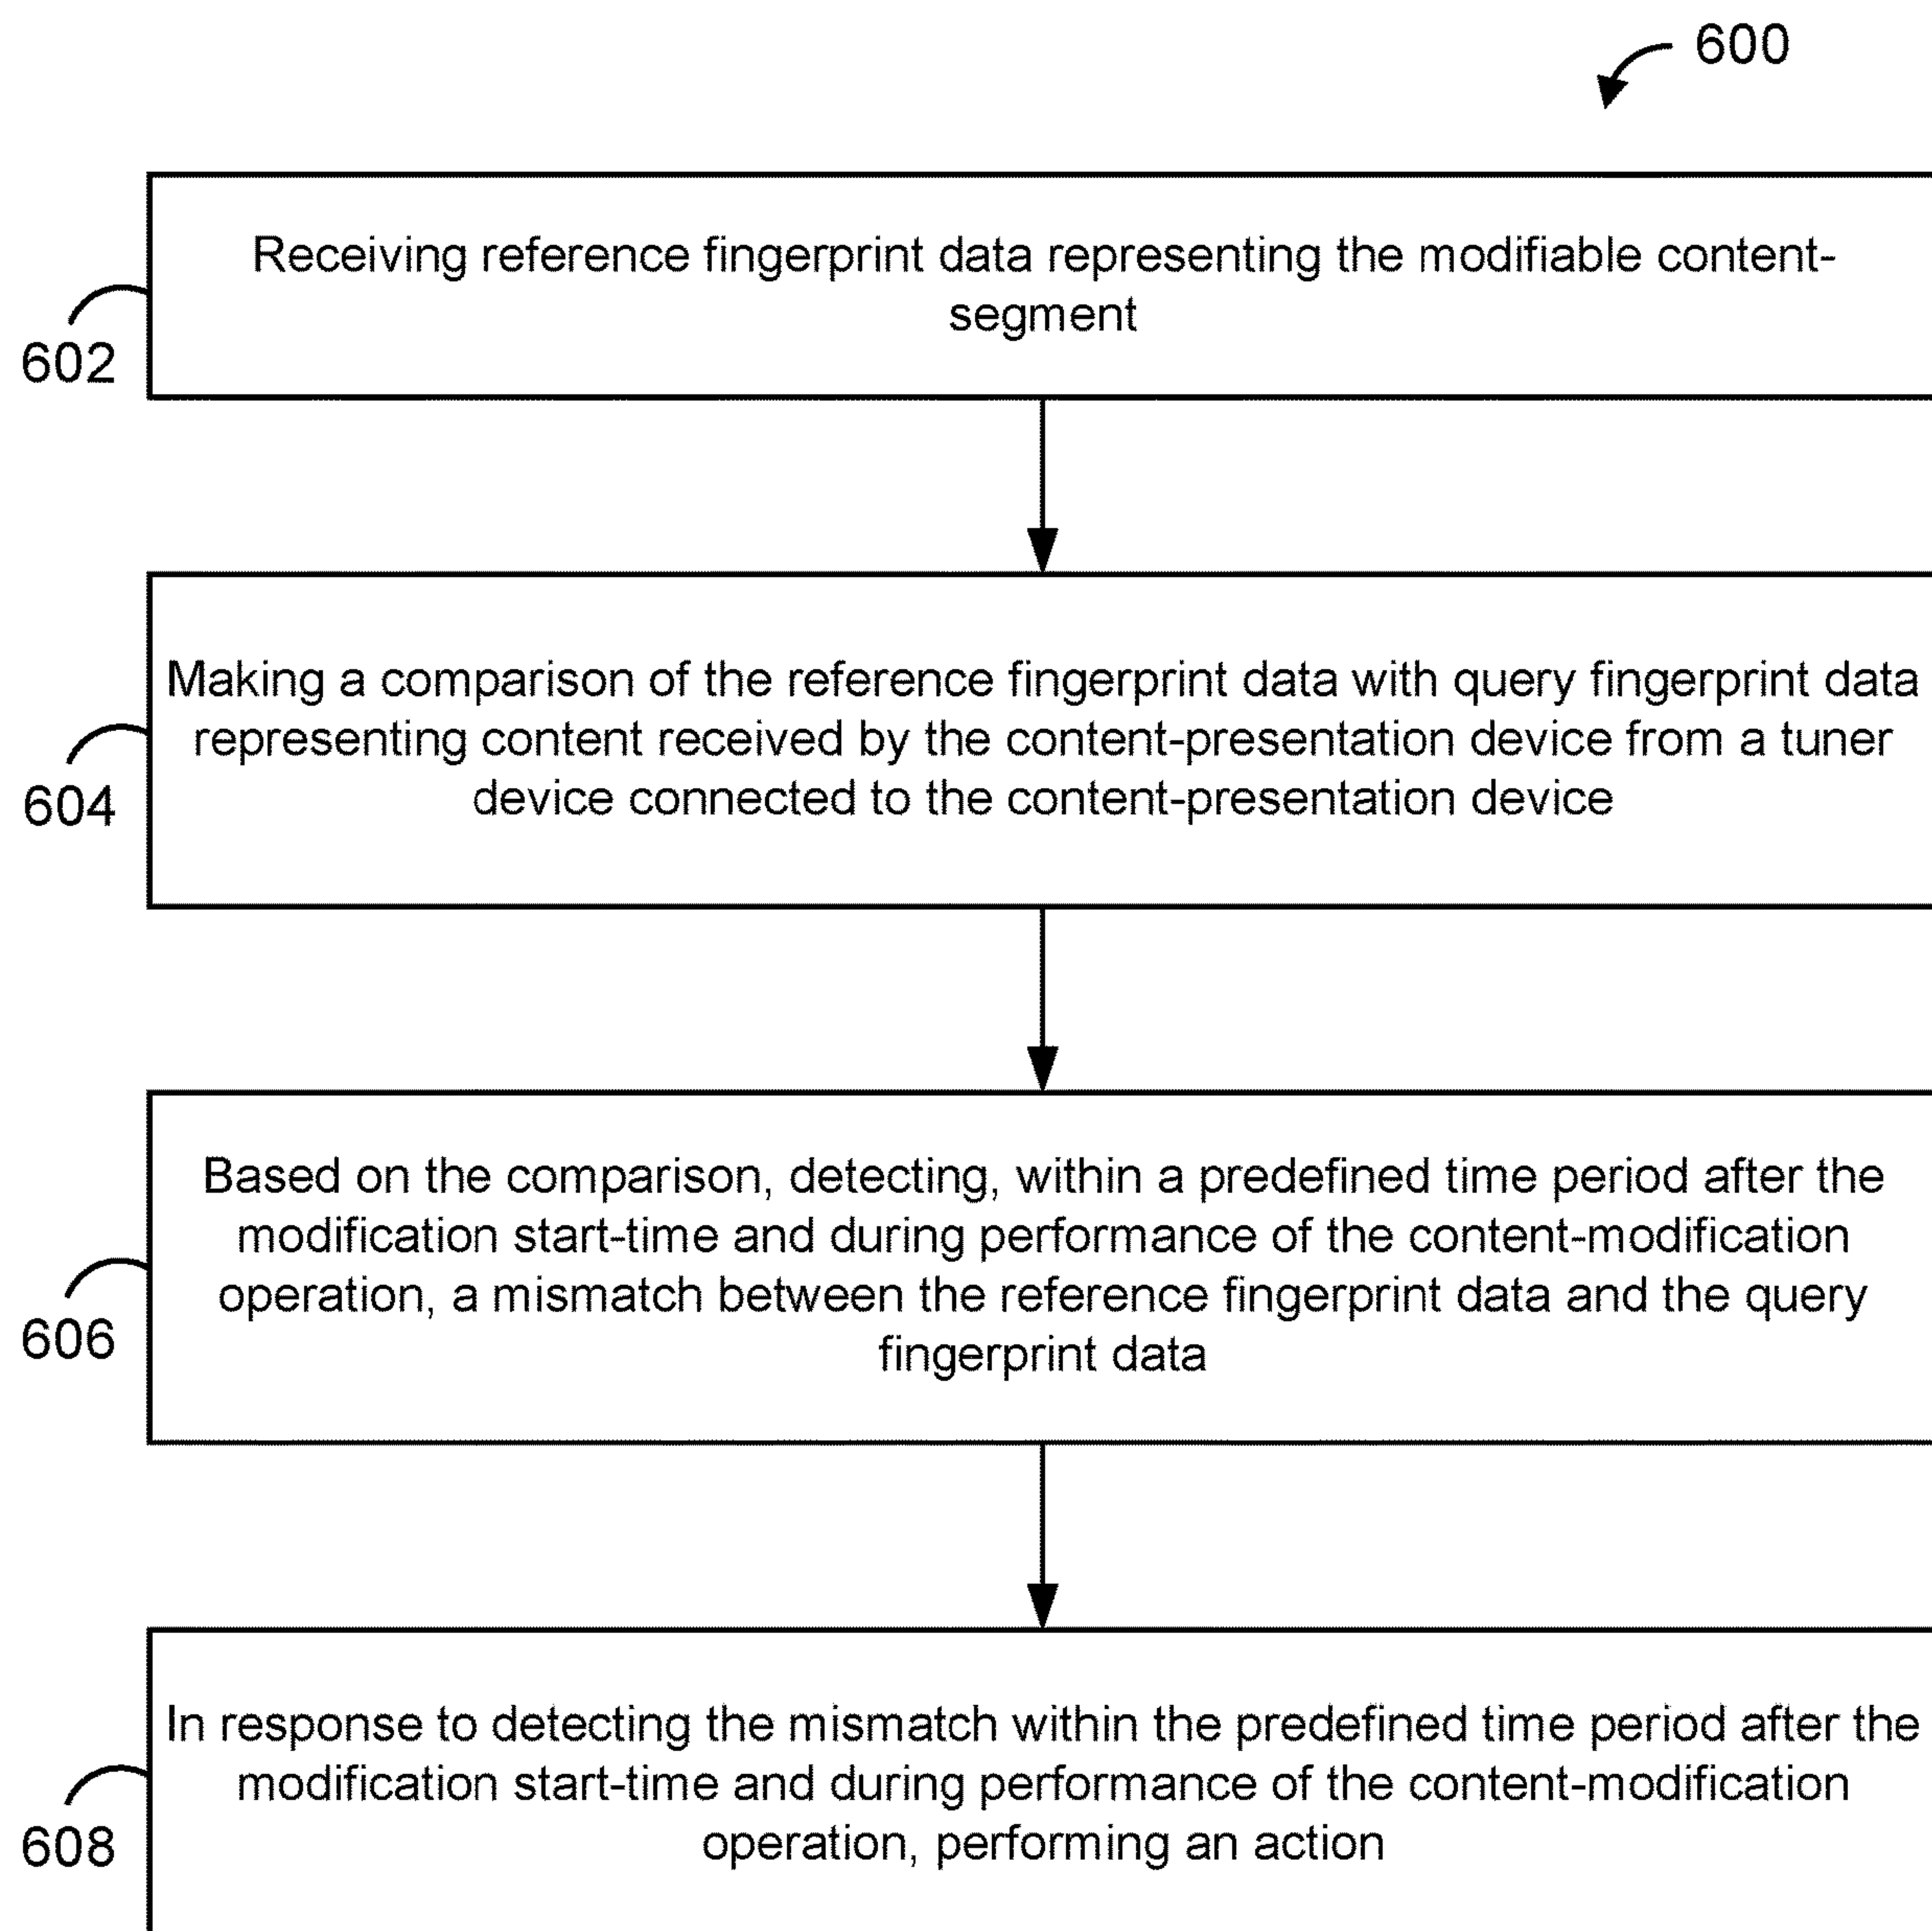 600
Receiving reference fingerprint data representing the modifiable content-
segment
602
Making a comparison of the reference fingerprint data with query fingerprint data
representing content received by the content-presentation device from a tuner
device connected to the content-presentation device
604
Based on the comparison, detecting, within a predefined time period after the
modification start-time and during performance of the content-modification
operation, a mismatch between the reference fingerprint data and the query
fingerprint data
606
In response to detecting the mismatch within the predefined time period after the
modification start-time and during performance of the content-modification
operation, performing an action
608